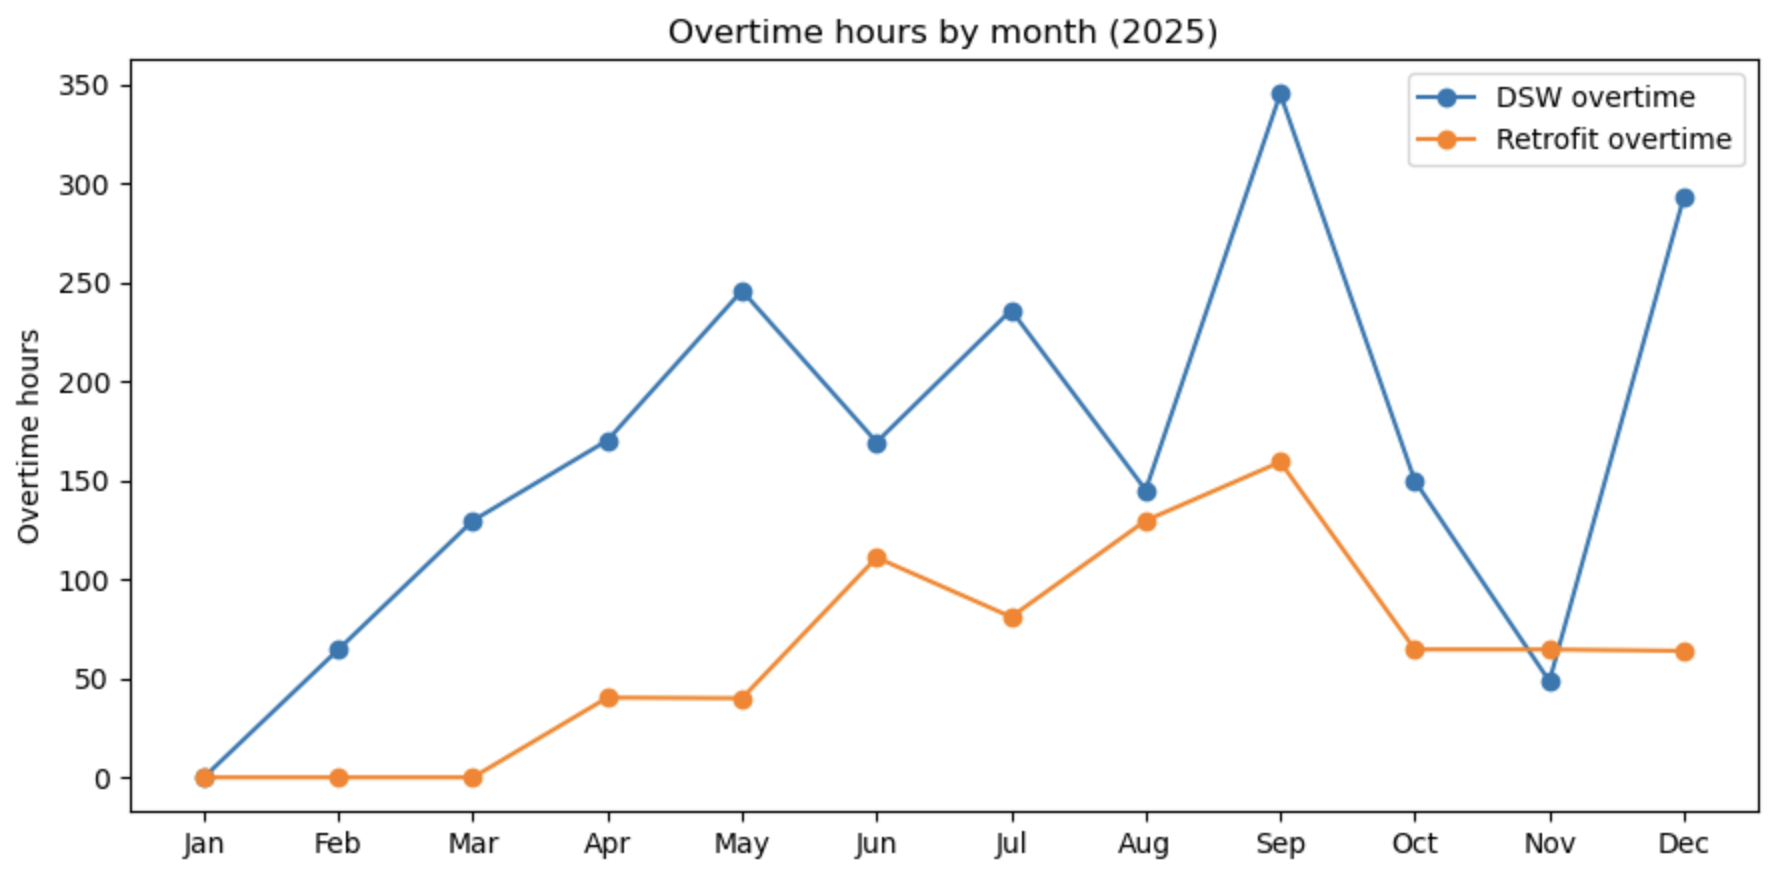 Overtime hours by month (2025)
DSW overtime
Retrofit overtime
Overtime hours
350
300
250
200
150
100
50
0
Jan Feb Mar Apr May Jun Jul Aug Sep Oct Nov Dec